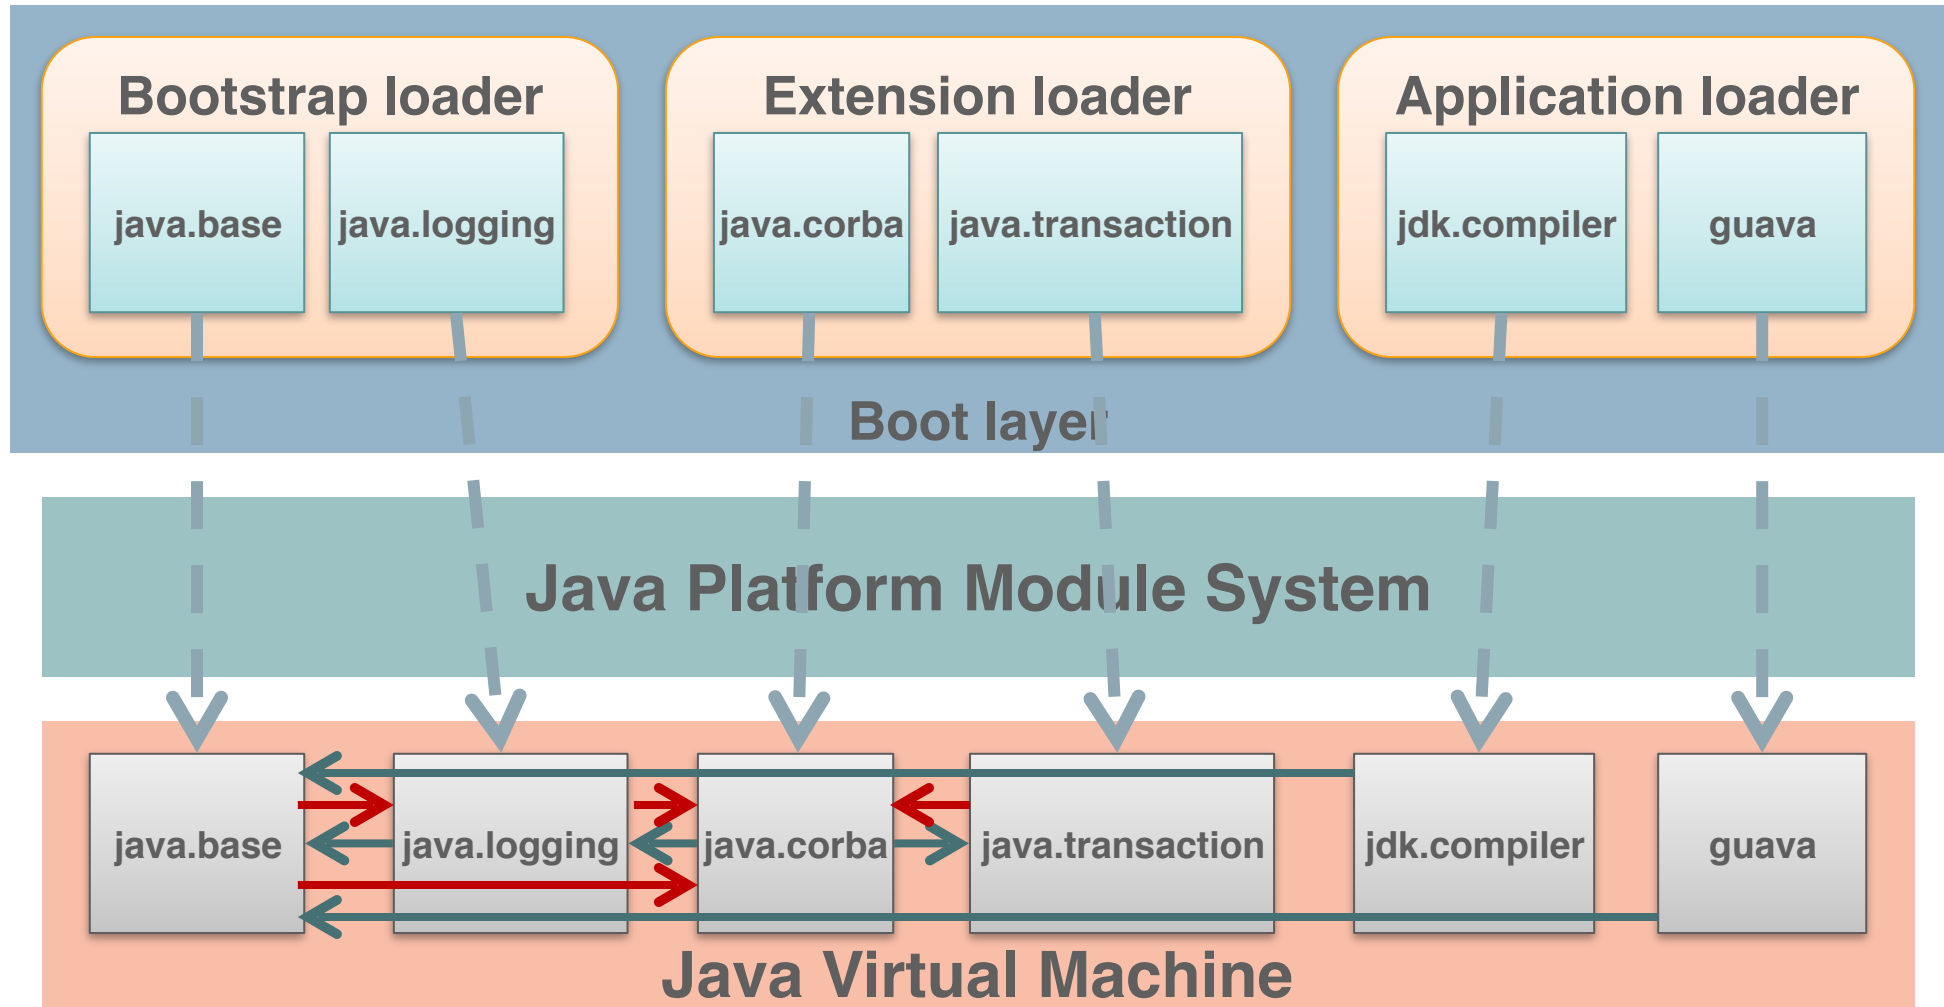 Bootstrap loader
Extension loader
Application loader
java.base
java.logging
java.corba
java.transaction
jdk.compiler
guava
Boot layer
Java Platform Module System
java.base
java.logging
java.corba
java.transaction
jdk.compiler
guava
Java Virtual Machine